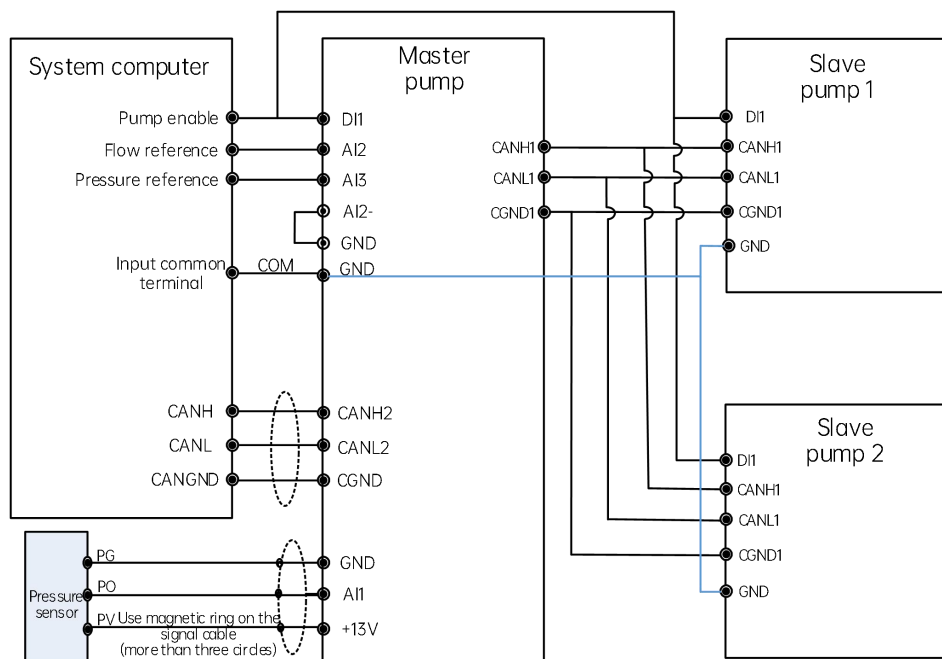 System computer
Pump enable
Flow reference
Pressure reference
Input common
terminal
COM
CANH
CANL
CANGND
Master
pump
DI1
AI2
AI3
AI2-
GND
GND
CANH2
CANL2
CGND
GND
AI1
+13V
CANH1
CANL1
CGND1
Slave
pump 1
DI1
CANH1
CANL1
CGND1
GND
Slave
pump 2
DI1
CANH1
CANL1
CGND1
GND
Pressure
sensor
PG
PO
PV
Use magnetic ring on the
signal cable
(more than three circles)